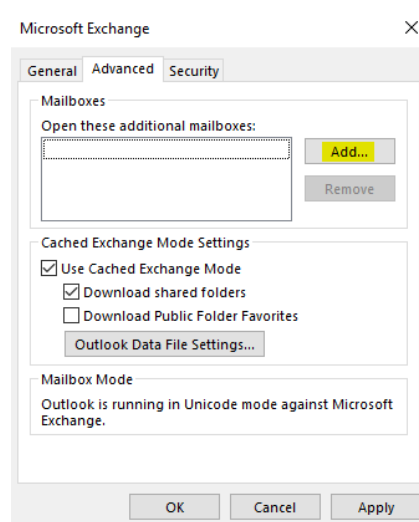 Microsoft Exchange
General Advanced Security
Mailboxes
Open these additional mailboxes:
Add...
Remove
Cached Exchange Mode Settings
Use Cached Exchange Mode
Download shared folders
Download Public Folder Favorites
Outlook Data File Settings...
Mailbox Mode
Outlook is running in Unicode mode against Microsoft
Exchange.
OK Cancel Apply